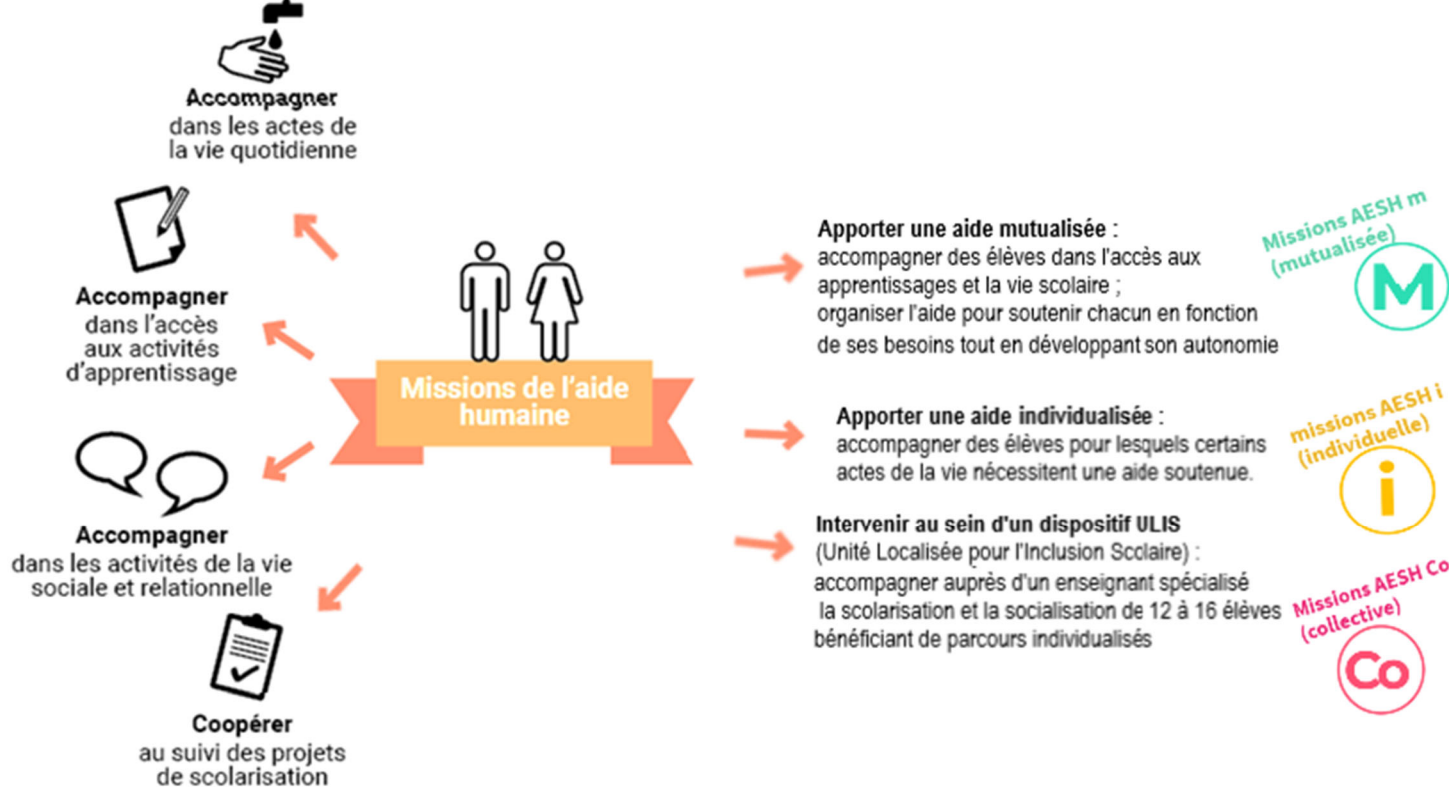 Accompagner
dans les actes de
la vie quotidienne
Accompagner
dans l'accès
aux activités
d'apprentissage
Accompagner
dans les activités de la vie
sociale et relationnelle
Coopérer
au suivi des projets
de scolarisation
Missions de l'aide
humaine
Apporter une aide mutualisée :
accompagner des élèves dans l'accès aux
apprentissages et la vie scolaire ;
organiser l'aide pour soutenir chacun en fonction
de ses besoins tout en développant son autonomie
Missions AESH m
(mutualisée)
M
Apporter une aide individualisée :
accompagner des élèves pour lesquels certains
actes de la vie nécessitent une aide soutenue.
missions AESH i
(individuelle)
i
Intervenir au sein d'un dispositif ULIS
(Unité Localisée pour l'Inclusion Scolaire) :
accompagner auprès d'un enseignant spécialisé
la scolarisation et la socialisation de 12 à 16 élèves
bénéficiant de parcours individualisés
Missions AESH Co
(collective)
Co